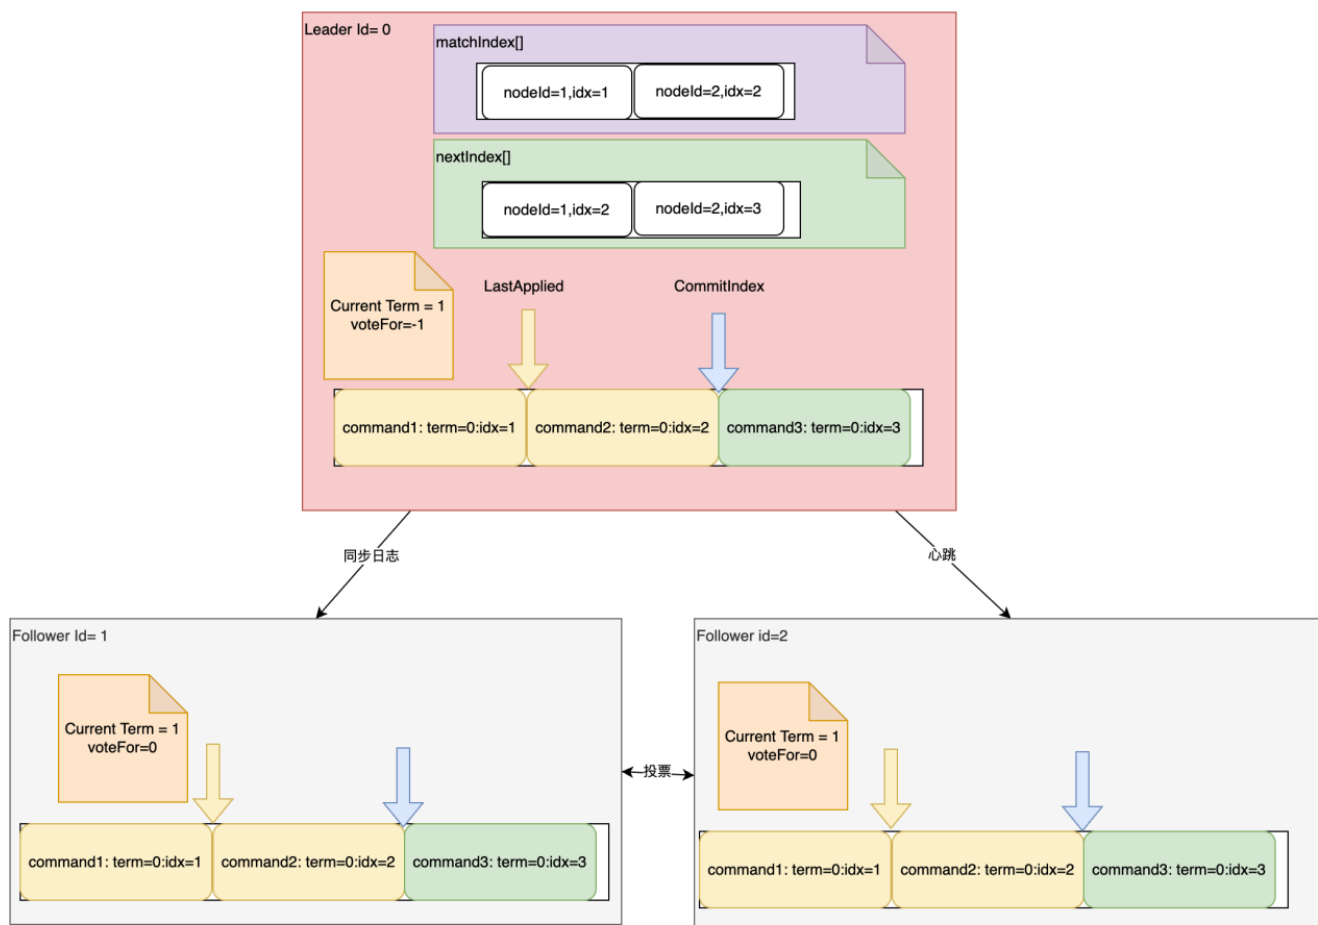 Leader Id= 0
matchIndex[]
nodeId=1,idx=1
nodeId=2,idx=2
nextIndex[]
nodeId=1,idx=2
nodeId=2,idx=3
Current Term = 1
voteFor=-1
LastApplied
CommitIndex
command1: term=0:idx=1
command2: term=0:idx=2
command3: term=0:idx=3
同步日志
心跳
Follower Id= 1
Current Term = 1
voteFor=0
command1: term=0:idx=1
command2: term=0:idx=2
command3: term=0:idx=3
投票
Follower id=2
Current Term = 1
voteFor=0
command1: term=0:idx=1
command2: term=0:idx=2
command3: term=0:idx=3